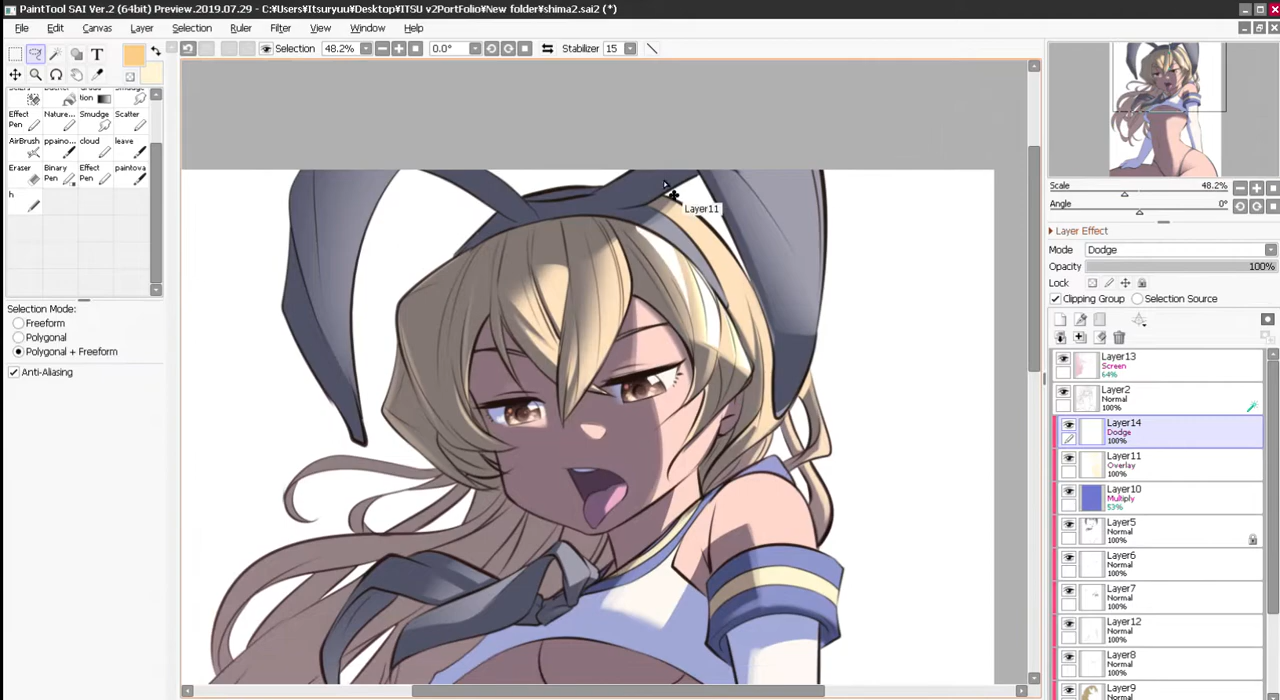 PaintTool SAI Ver.2 (64bit) Preview.2019.07.29 - C:¥Users¥Itsuryuu¥Desktop¥ITSU v2PortFolio¥New folder¥shima2.sai2 (*)
File Edit Canvas Layer Selection Ruler Filter View Window Help
Selection 48.2% 0.0° Stabilizer 15
T
tion
Effect Pen
Nature...
Smudge
Scatter
AirBrush
ppaino...
cloud
leave
Eraser
Binary Pen
Effect Pen
paintova
h
Selection Mode:
Freeform
Polygonal
Polygonal + Freeform
Anti-Aliasing
Layer11
Scale 48.2%
Angle 0°
Layer Effect
Mode Dodge
Opacity 100%
Lock
Clipping Group Selection Source
Layer13
Screen
64%
Layer2
Normal
100%
Layer14
Dodge
100%
Layer11
Overlay
100%
Layer10
Multiply
53%
Layer5
Normal
100%
Layer6
Normal
100%
Layer7
Normal
100%
Layer12
Normal
100%
Layer8
Normal
100%
Layer9
Normal